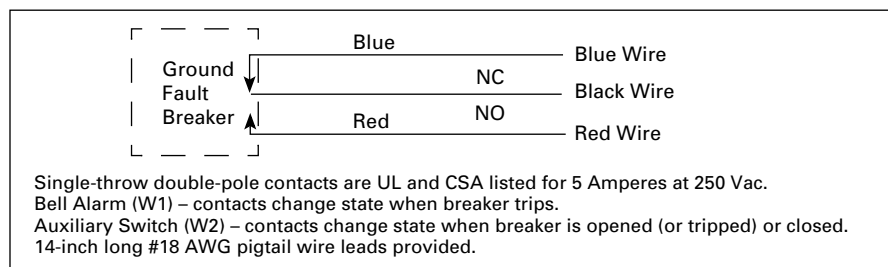 Blue
Blue Wire
Ground
Fault
Breaker
NC
Black Wire
NO
Red
Red Wire
Single-throw double-pole contacts are UL and CSA listed for 5 Amperes at 250 Vac.
Bell Alarm (W1) – contacts change state when breaker trips.
Auxiliary Switch (W2) – contacts change state when breaker is opened (or tripped) or closed.
14-inch long #18 AWG pigtail wire leads provided.